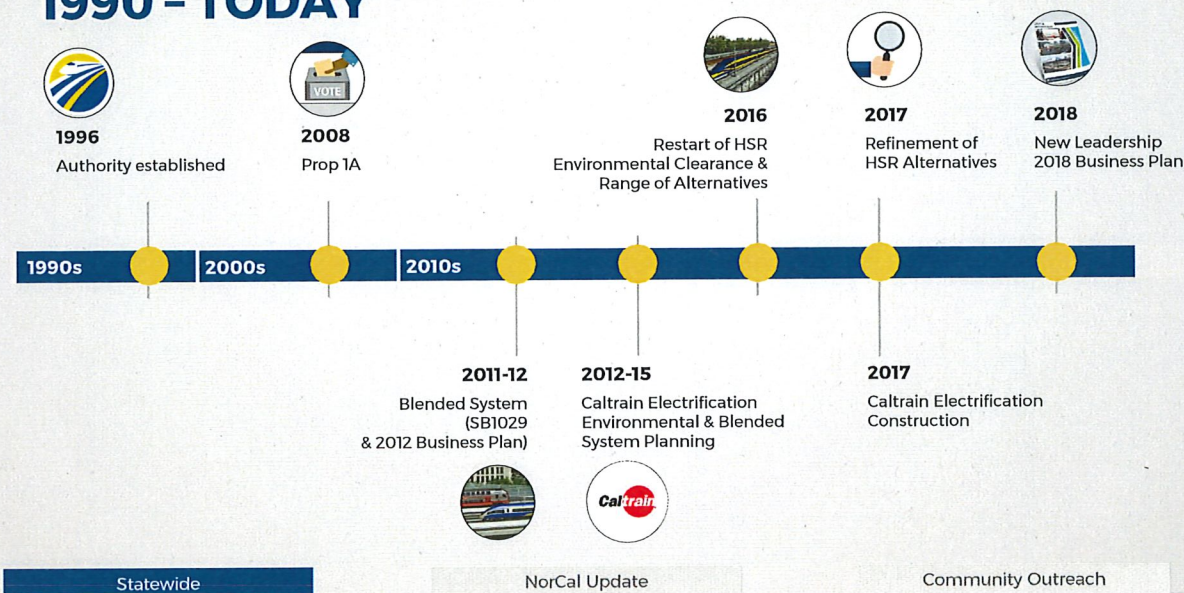 1990 - TODAY
1996
Authority established
VOTE
2008
Prop 1A
2016
Restart of HSR
Environmental Clearance &
Range of Alternatives
2017
Refinement of
HSR Alternatives
2018
New Leadership
2018 Business Plan
1990s
2000s
2010s
2011-12
Blended System
(SB1029
& 2012 Business Plan)
2012-15
Caltrain Electrification
Environmental & Blended
System Planning
Caltrain
2017
Caltrain Electrification
Construction
Statewide
NorCal Update
Community Outreach